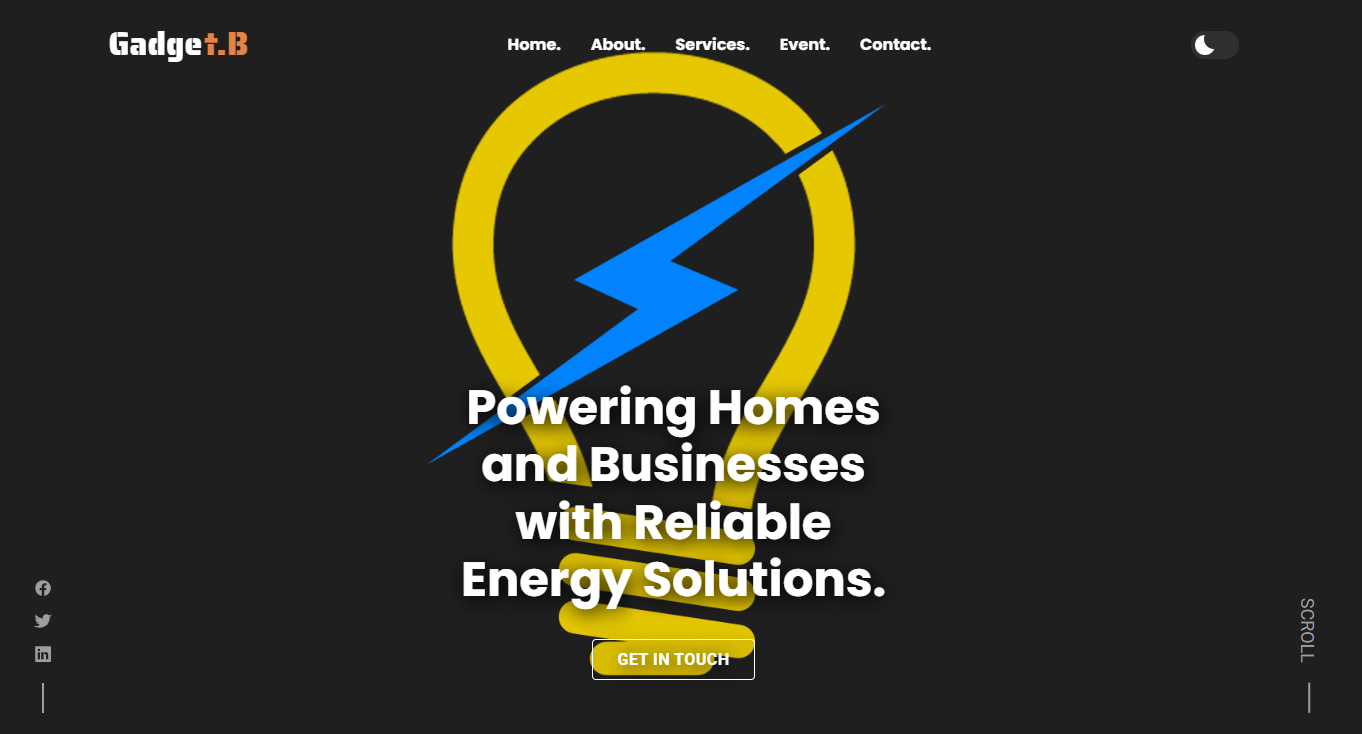 Gadget.B
Home. About. Services. Event. Contact.
Powering Homes
and Businesses
with Reliable
Energy Solutions.
GET IN TOUCH
SCROLL